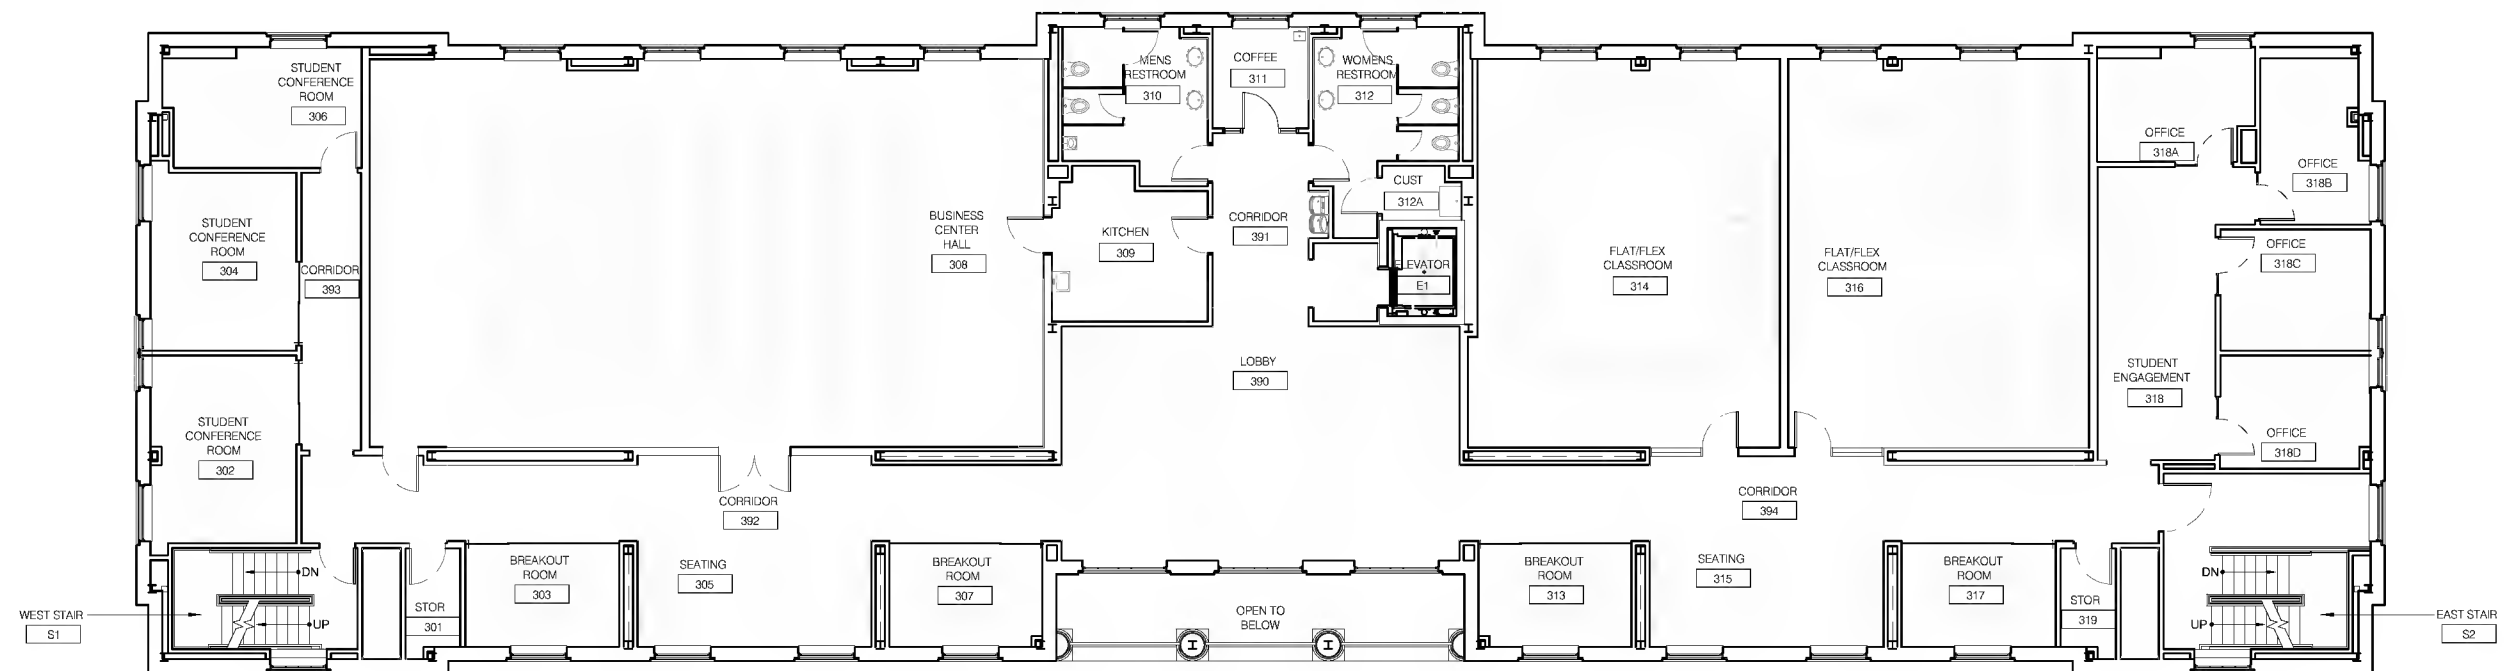 STUDENT
CONFERENCE
ROOM
306
STUDENT
CONFERENCE
ROOM
304
CORRIDOR
393
STUDENT
CONFERENCE
ROOM
302
BUSINESS
CENTER
HALL
308
MENS
RESTROOM
310
COFFEE
311
WOMENS
RESTROOM
312
CUST
312A
KITCHEN
309
CORRIDOR
391
ELEVATOR
E1
LOBBY
390
FLAT/FLEX
CLASSROOM
314
FLAT/FLEX
CLASSROOM
316
OFFICE
318A
OFFICE
318B
OFFICE
318C
STUDENT
ENGAGEMENT
318
OFFICE
318D
CORRIDOR
392
CORRIDOR
394
WEST STAIR
S1
DN
UP
STOR
301
BREAKOUT
ROOM
303
SEATING
305
BREAKOUT
ROOM
307
OPEN TO
BELOW
BREAKOUT
ROOM
313
SEATING
315
BREAKOUT
ROOM
317
STOR
319
DN
UP
EAST STAIR
S2